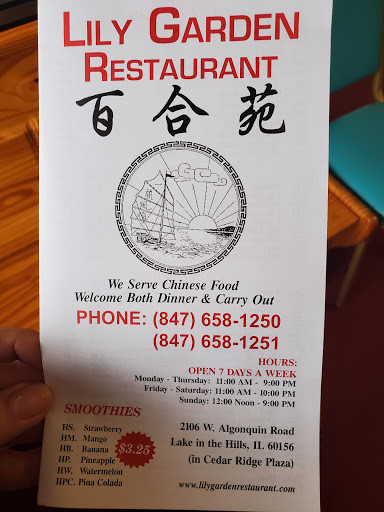 LILY GARDEN
RESTAURANT
百合苑
We Serve Chinese Food
Welcome Both Dinner & Carry Out
PHONE: (847) 658-1250
(847) 658-1251
HOURS:
OPEN 7 DAYS A WEEK
Monday - Thursday: 11:00 AM - 9:00 PM
Friday - Saturday: 11:00 AM - 10:00 PM
Sunday: 12:00 Noon - 9:00 PM
SMOOTHIES
HS. Strawberry
HM. Mango
HB. Banana
HP. Pineapple
HW. Watermelon
HPC. Pina Colada
$3.25
2106 W. Algonquin Road
Lake in the Hills, IL 60156
(in Cedar Ridge Plaza)
www.lilygardenrestaurant.com